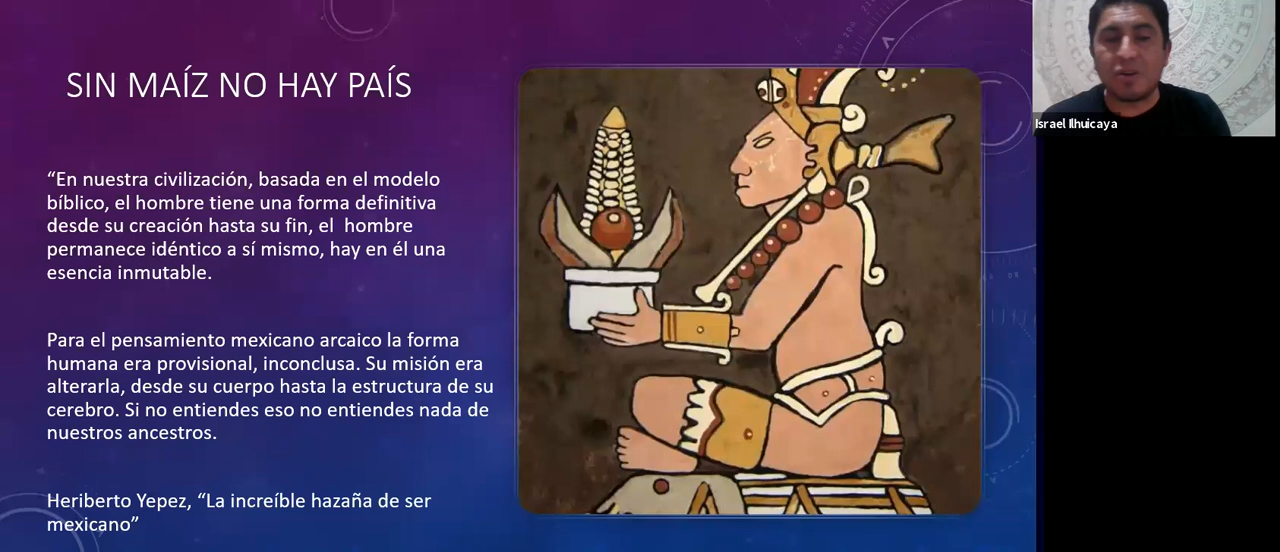 SIN MAÍZ NO HAY PAÍS
“En nuestra civilización, basada en el modelo
bíblico, el hombre tiene una forma definitiva
desde su creación hasta su fin, el  hombre
permanece idéntico a sí mismo, hay en él una
esencia inmutable.
Para el pensamiento mexicano arcaico la forma
humana era provisional, inconclusa. Su misión era
alterarla, desde su cuerpo hasta la estructura de su
cerebro. Si no entiendes eso no entiendes nada de
nuestros ancestros.
Heriberto Yepez, “La increíble hazaña de ser
mexicano”
Israel Ilhuicaya